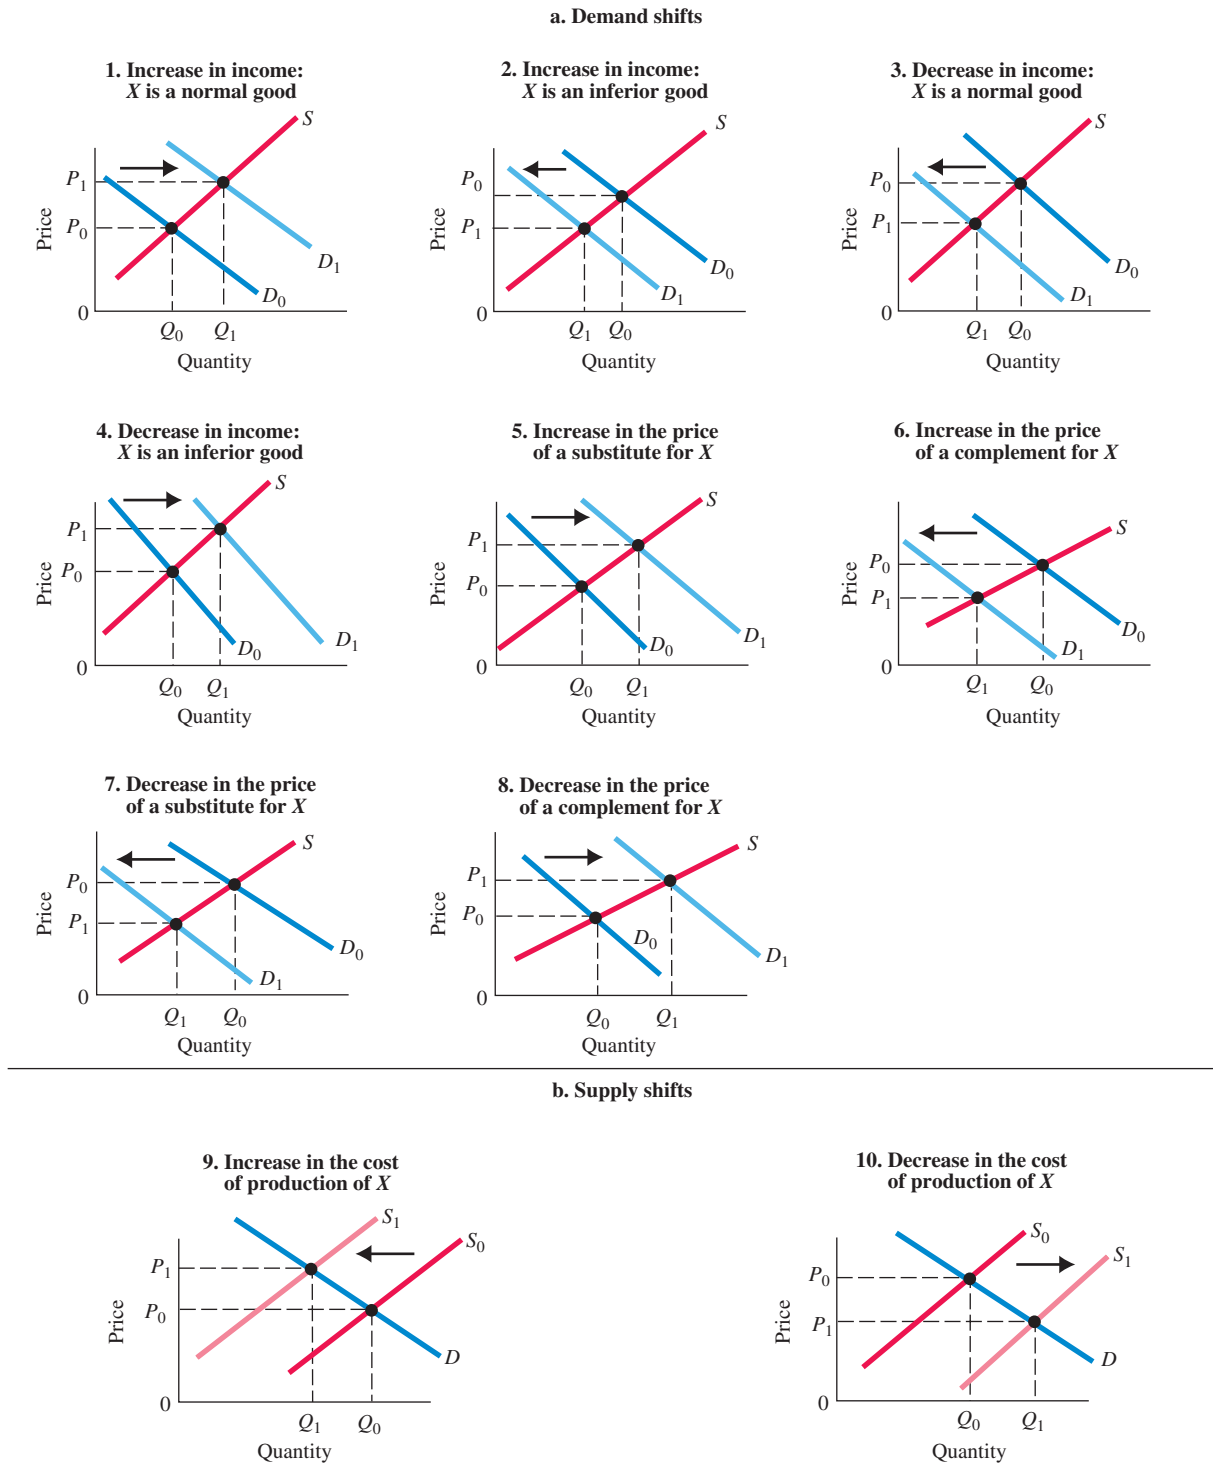 a. Demand shifts
1. Increase in income:
X is a normal good
2. Increase in income:
X is an inferior good
3. Decrease in income:
X is a normal good
S
P1
P0
Price
D1
D0
0
Q0 Q1
Quantity
S
P0
P1
Price
D0
D1
0
Q1 Q0
Quantity
S
P0
P1
Price
D0
D1
0
Q1 Q0
Quantity
4. Decrease in income:
X is an inferior good
5. Increase in the price
of a substitute for X
6. Increase in the price
of a complement for X
S
P1
P0
Price
D0
D1
0
Q0 Q1
Quantity
S
P1
P0
Price
D0
D1
0
Q0 Q1
Quantity
S
P0
P1
Price
D0
D1
0
Q1 Q0
Quantity
7. Decrease in the price
of a substitute for X
8. Decrease in the price
of a complement for X
S
P0
P1
Price
D0
D1
0
Q1 Q0
Quantity
S
P1
P0
Price
D0
D1
0
Q0 Q1
Quantity
b. Supply shifts
9. Increase in the cost
of production of X
10. Decrease in the cost
of production of X
S1
S0
P1
P0
Price
D
0
Q1 Q0
Quantity
S0
S1
P0
P1
Price
D
0
Q0 Q1
Quantity